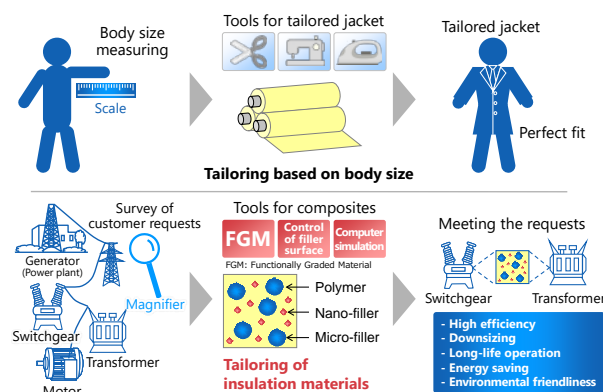 Body size
measuring
Scale
Tools for tailored jacket
Tailored jacket
Perfect fit
Tailoring based on body size
Survey of
customer requests
Generator
(Power plant)
Magnifier
Switchgear
Transformer
Motor
Tools for composites
FGM
Control
of filler
surface
Computer
simulation
FGM: Functionally Graded Material
Polymer
Nano-filler
Micro-filler
Tailoring of
insulation materials
Meeting the requests
Switchgear
Transformer
- High efficiency
- Downsizing
- Long-life operation
- Energy saving
- Environmental friendliness